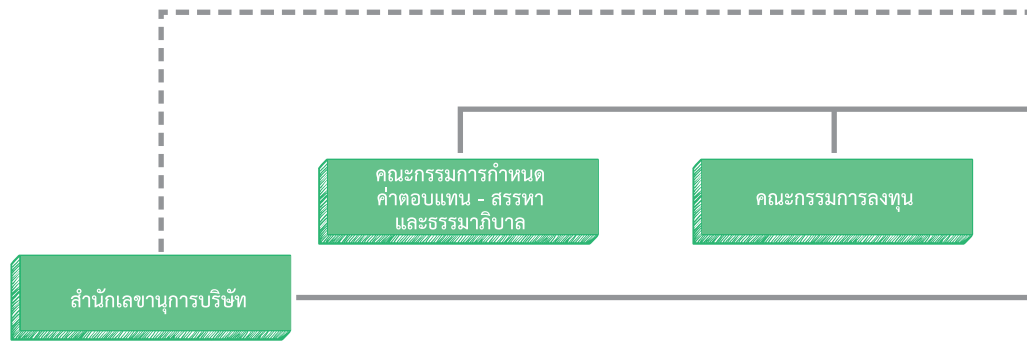 คณะกรรมการกำหนด
ค่าตอบแทน - สรรหา
และธรรมาภิบาล
คณะกรรมการลงทุน
สำนักเลขานุการบริษัท